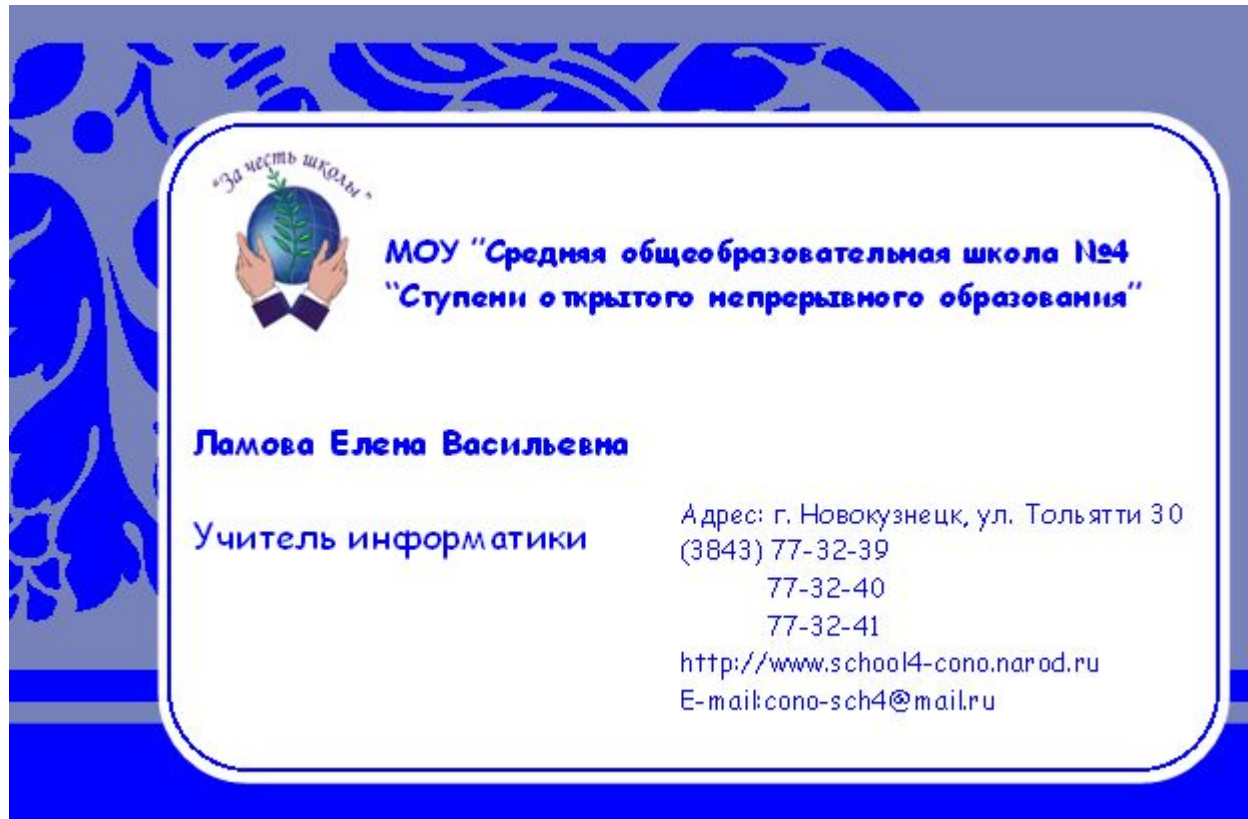 "За честь школы"
МОУ "Средняя общеобразовательная школа №4
"Ступени открытого непрерывного образования"
Ламова Елена Васильевна
Учитель информатики
Адрес: г. Новокузнецк, ул. Тольятти 30
(3843) 77-32-39
77-32-40
77-32-41
http://www.school4-cono.narod.ru
E-mail:cono-sch4@mail.ru